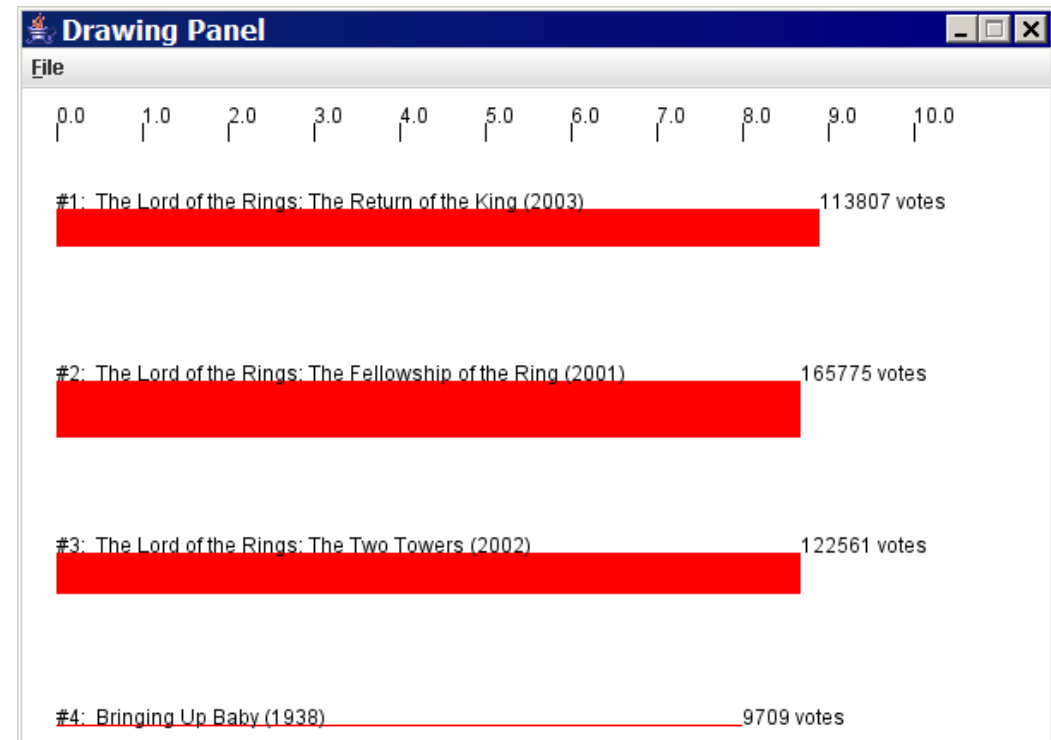 Drawing Panel
File
0.0 1.0 2.0 3.0 4.0 5.0 6.0 7.0 8.0 9.0 10.0
#1: The Lord of the Rings: The Return of the King (2003) 113807 votes
#2: The Lord of the Rings: The Fellowship of the Ring (2001) 165775 votes
#3: The Lord of the Rings: The Two Towers (2002) 122561 votes
#4: Bringing Up Baby (1938) 9709 votes